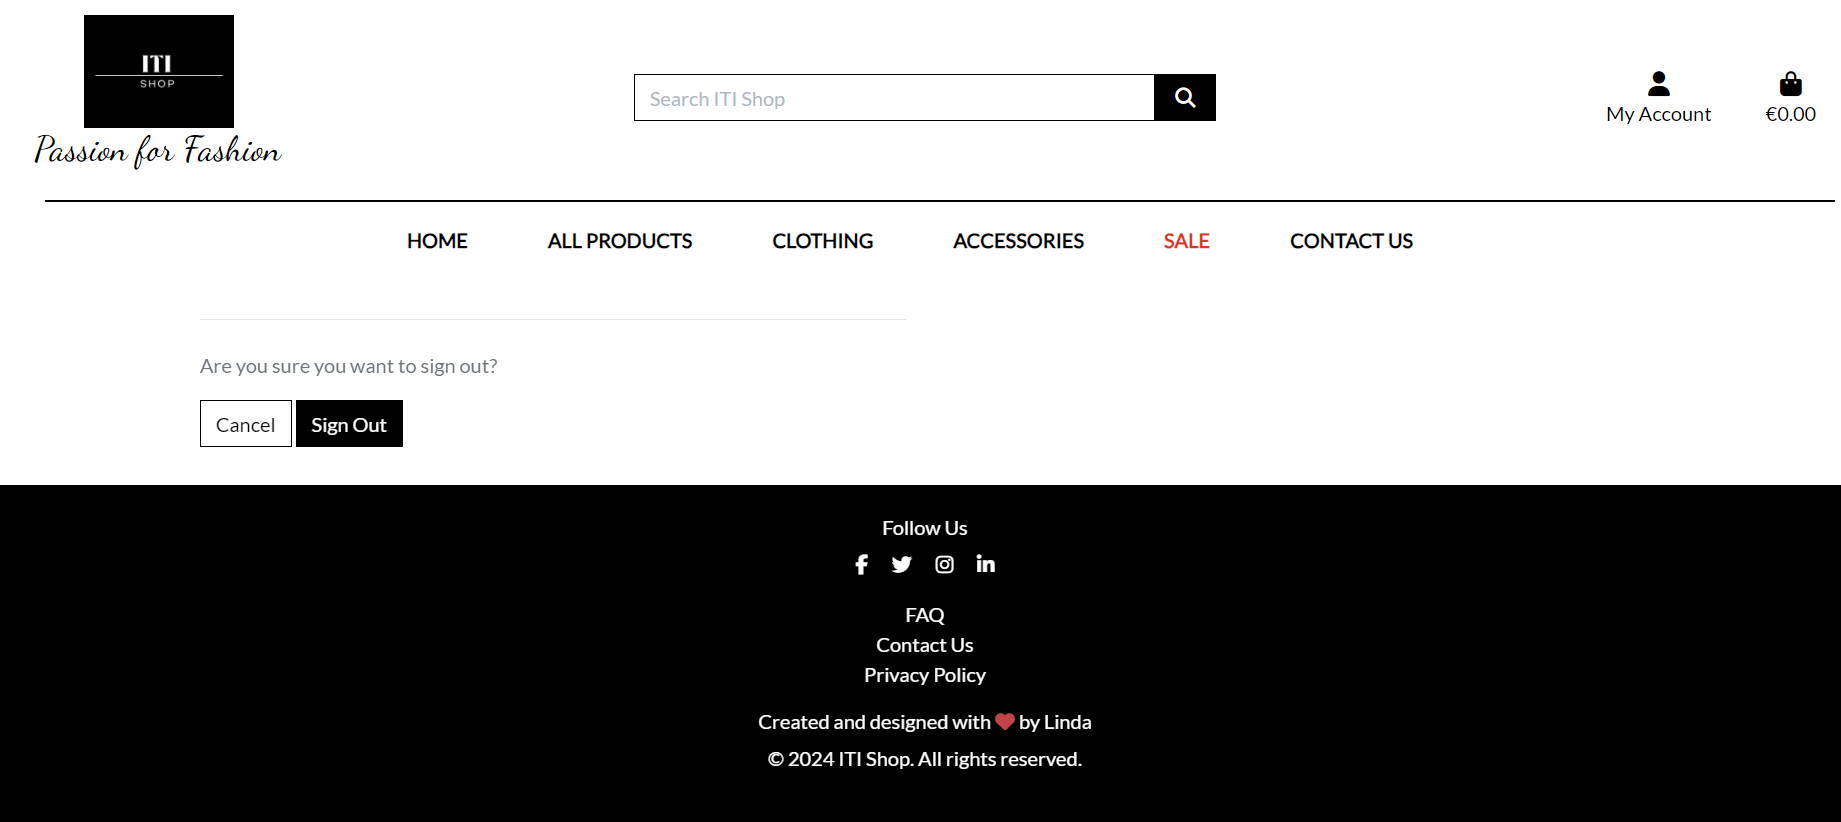 ITI
SHOP
Passion for Fashion
Search ITI Shop
My Account
€0.00
HOME ALL PRODUCTS CLOTHING ACCESSORIES SALE CONTACT US
Are you sure you want to sign out?
Cancel Sign Out
Follow Us
FAQ
Contact Us
Privacy Policy
Created and designed with ❤ by Linda
© 2024 ITI Shop. All rights reserved.